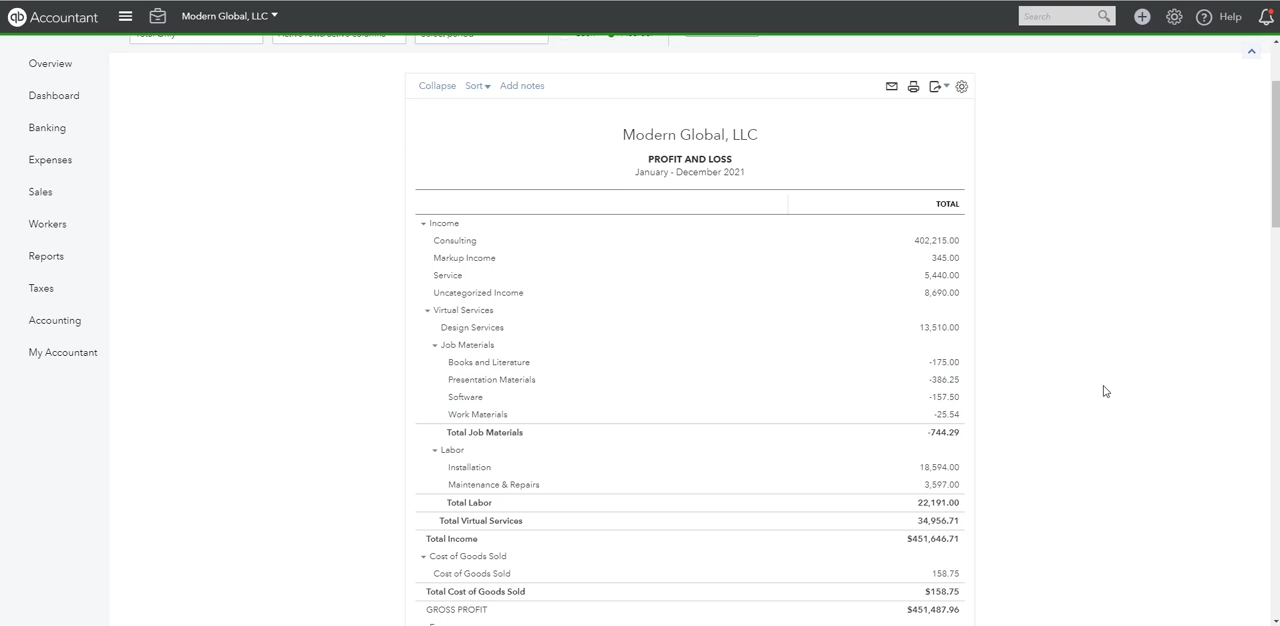 qb Accountant Modern Global, LLC Search Help
Overview
Dashboard
Banking
Expenses
Sales
Workers
Reports
Taxes
Accounting
My Accountant
Collapse Sort Add notes
Modern Global, LLC
PROFIT AND LOSS
January - December 2021
TOTAL
Income
Consulting 402,215.00
Markup Income 345.00
Service 5,440.00
Uncategorized Income 8,690.00
Virtual Services
Design Services 13,510.00
Job Materials
Books and Literature -175.00
Presentation Materials -386.25
Software -157.50
Work Materials -25.54
Total Job Materials -744.29
Labor
Installation 18,594.00
Maintenance & Repairs 3,597.00
Total Labor 22,191.00
Total Virtual Services 34,956.71
Total Income $451,646.71
Cost of Goods Sold
Cost of Goods Sold 158.75
Total Cost of Goods Sold $158.75
GROSS PROFIT $451,487.96